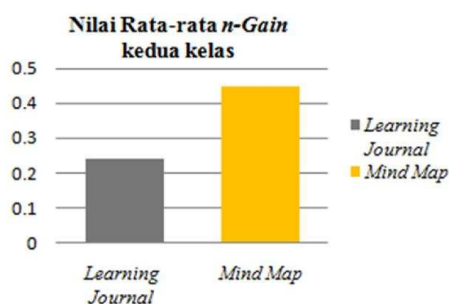 Nilai Rata-rata n-Gain
kedua kelas
0.5
0.4
0.3
0.2
0.1
0
Learning
Journal
Mind Map
Learning
Journal
Mind Map